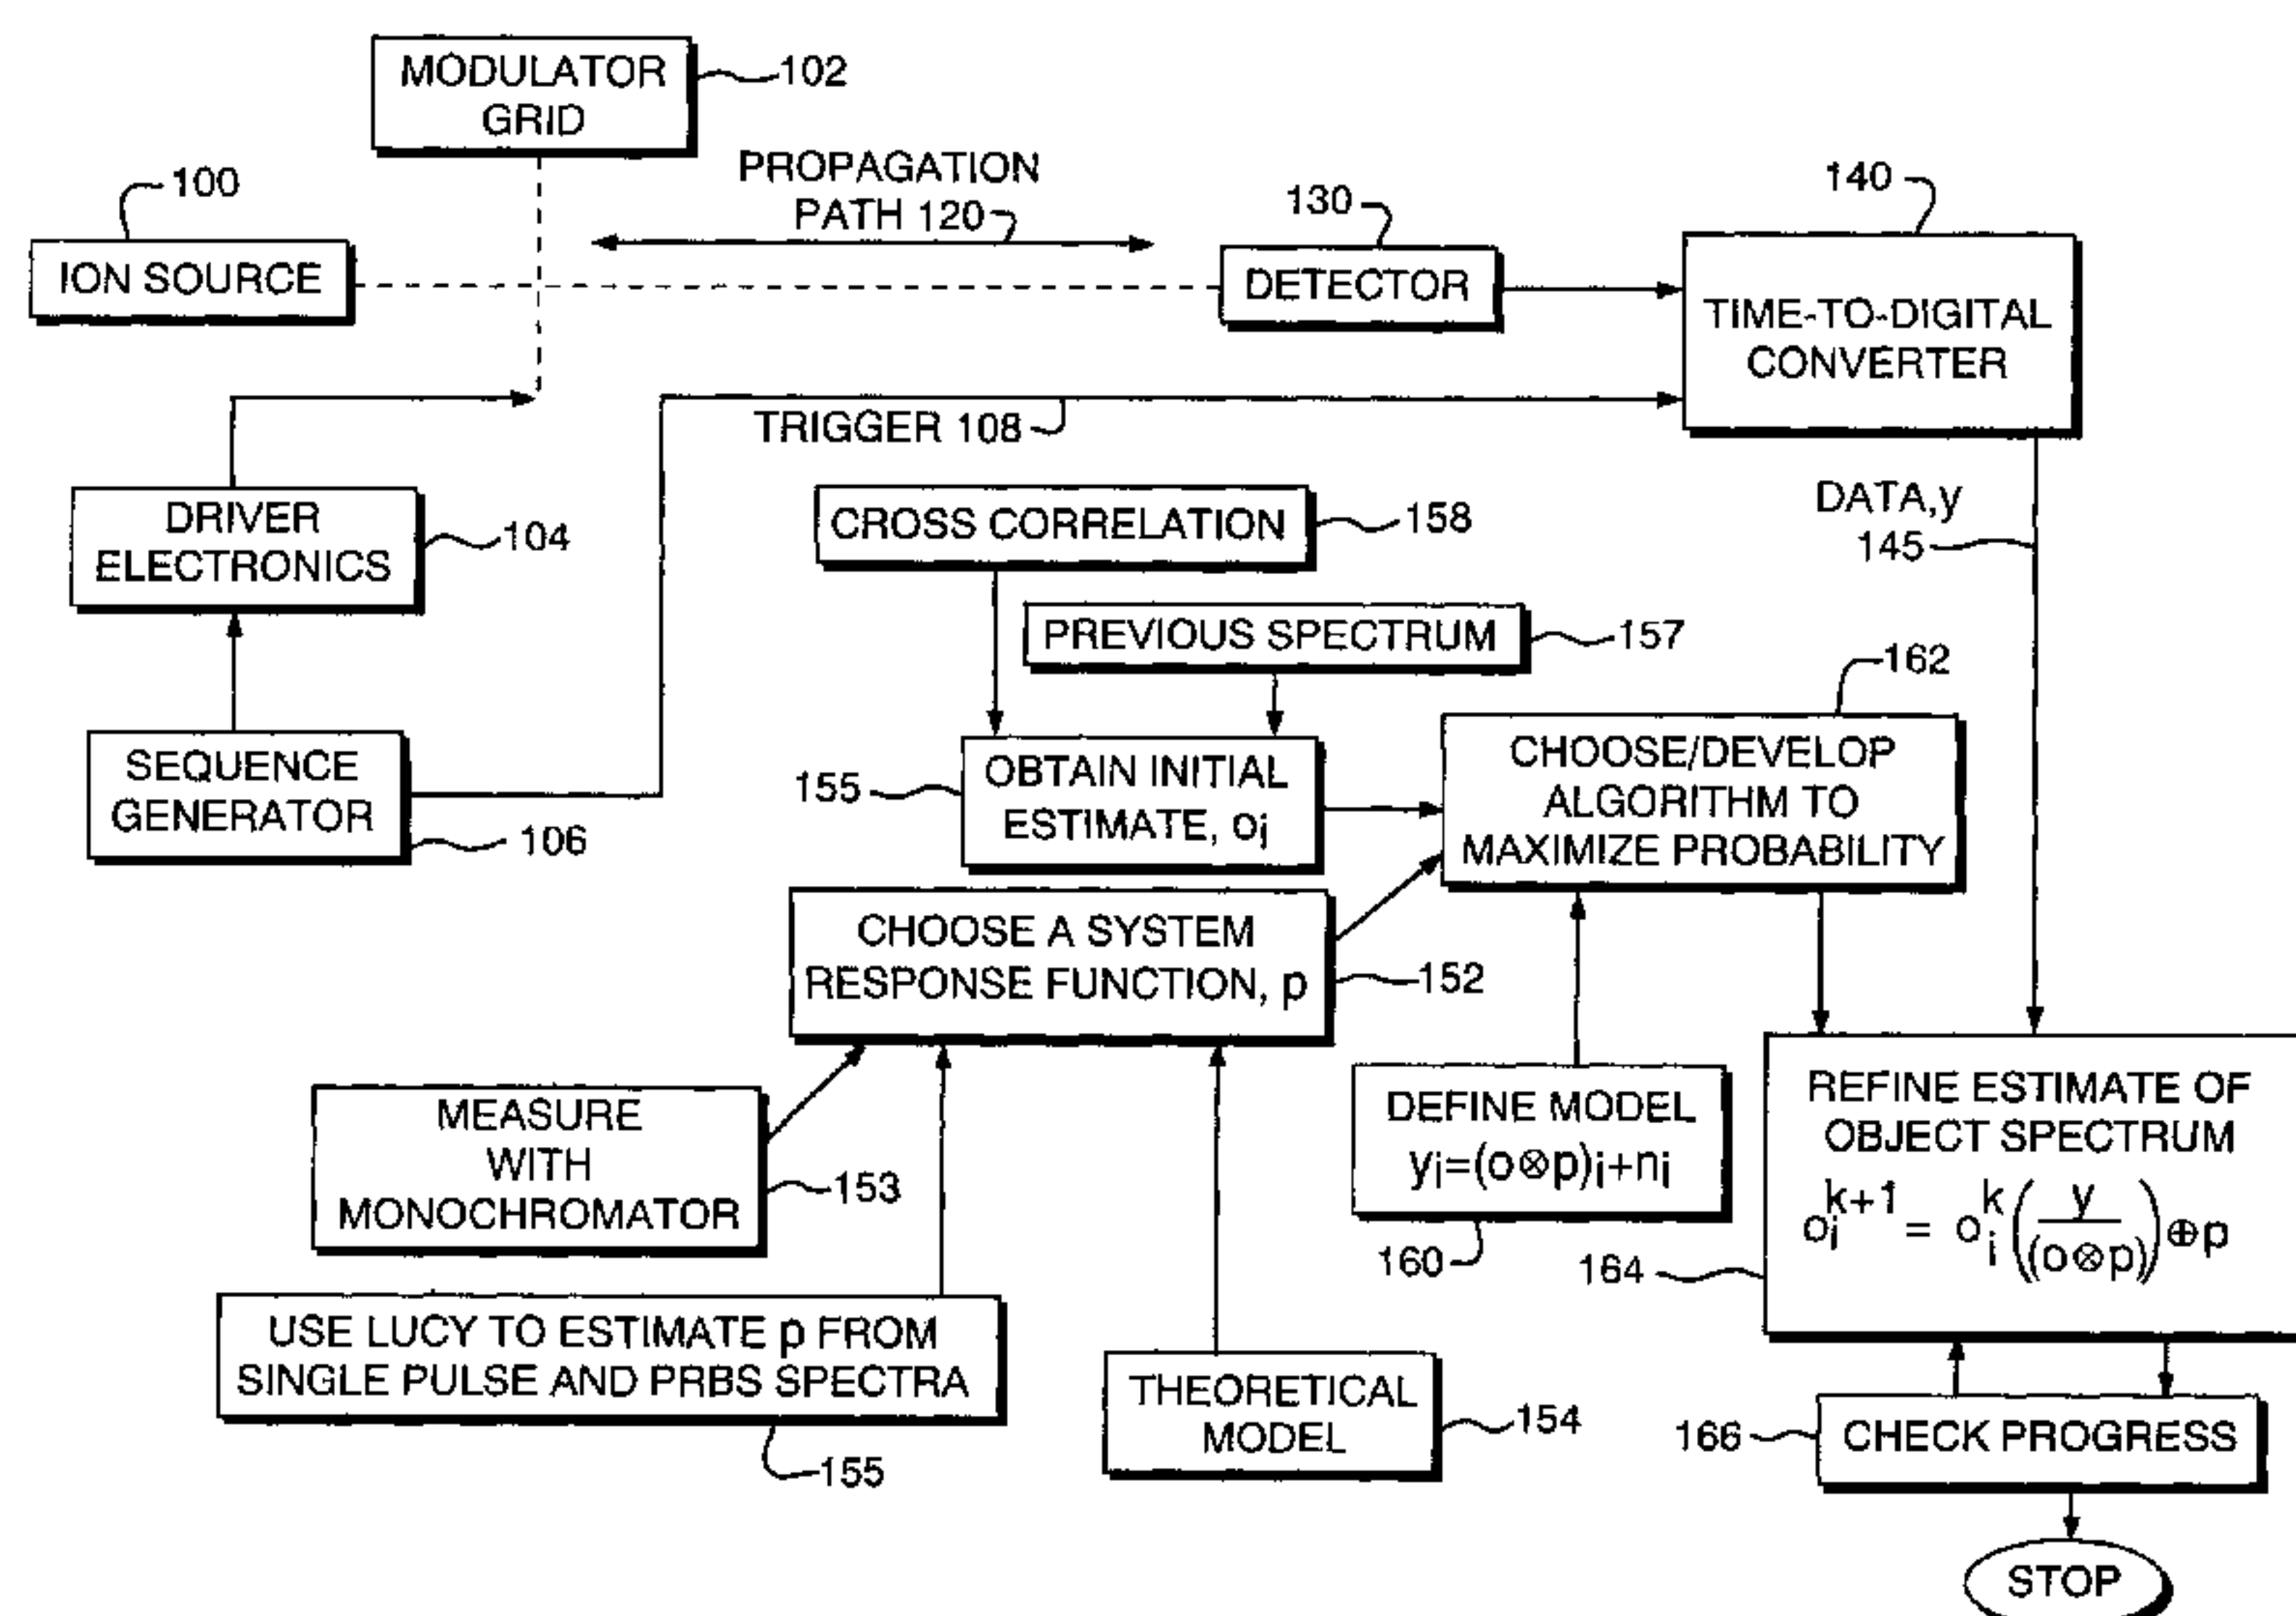 MODULATOR
GRID
102
PROPAGATION
PATH 120
100
ION SOURCE
130
DETECTOR
140
TIME-TO-DIGITAL
CONVERTER
TRIGGER 108
DRIVER
ELECTRONICS
104
CROSS CORRELATION
158
DATA,y
145
PREVIOUS SPECTRUM
157
162
SEQUENCE
GENERATOR
106
155
OBTAIN INITIAL
ESTIMATE, oi
CHOOSE/DEVELOP
ALGORITHM TO
MAXIMIZE PROBABILITY
CHOOSE A SYSTEM
RESPONSE FUNCTION, p
152
MEASURE
WITH
MONOCHROMATOR
153
DEFINE MODEL
yi=(o⊗p)i+ni
160
REFINE ESTIMATE OF
OBJECT SPECTRUM
oi^k+1 = oi^k(y/(o⊗p))⊕p
164
USE LUCY TO ESTIMATE p FROM
SINGLE PULSE AND PRBS SPECTRA
155
THEORETICAL
MODEL
154
166
CHECK PROGRESS
STOP